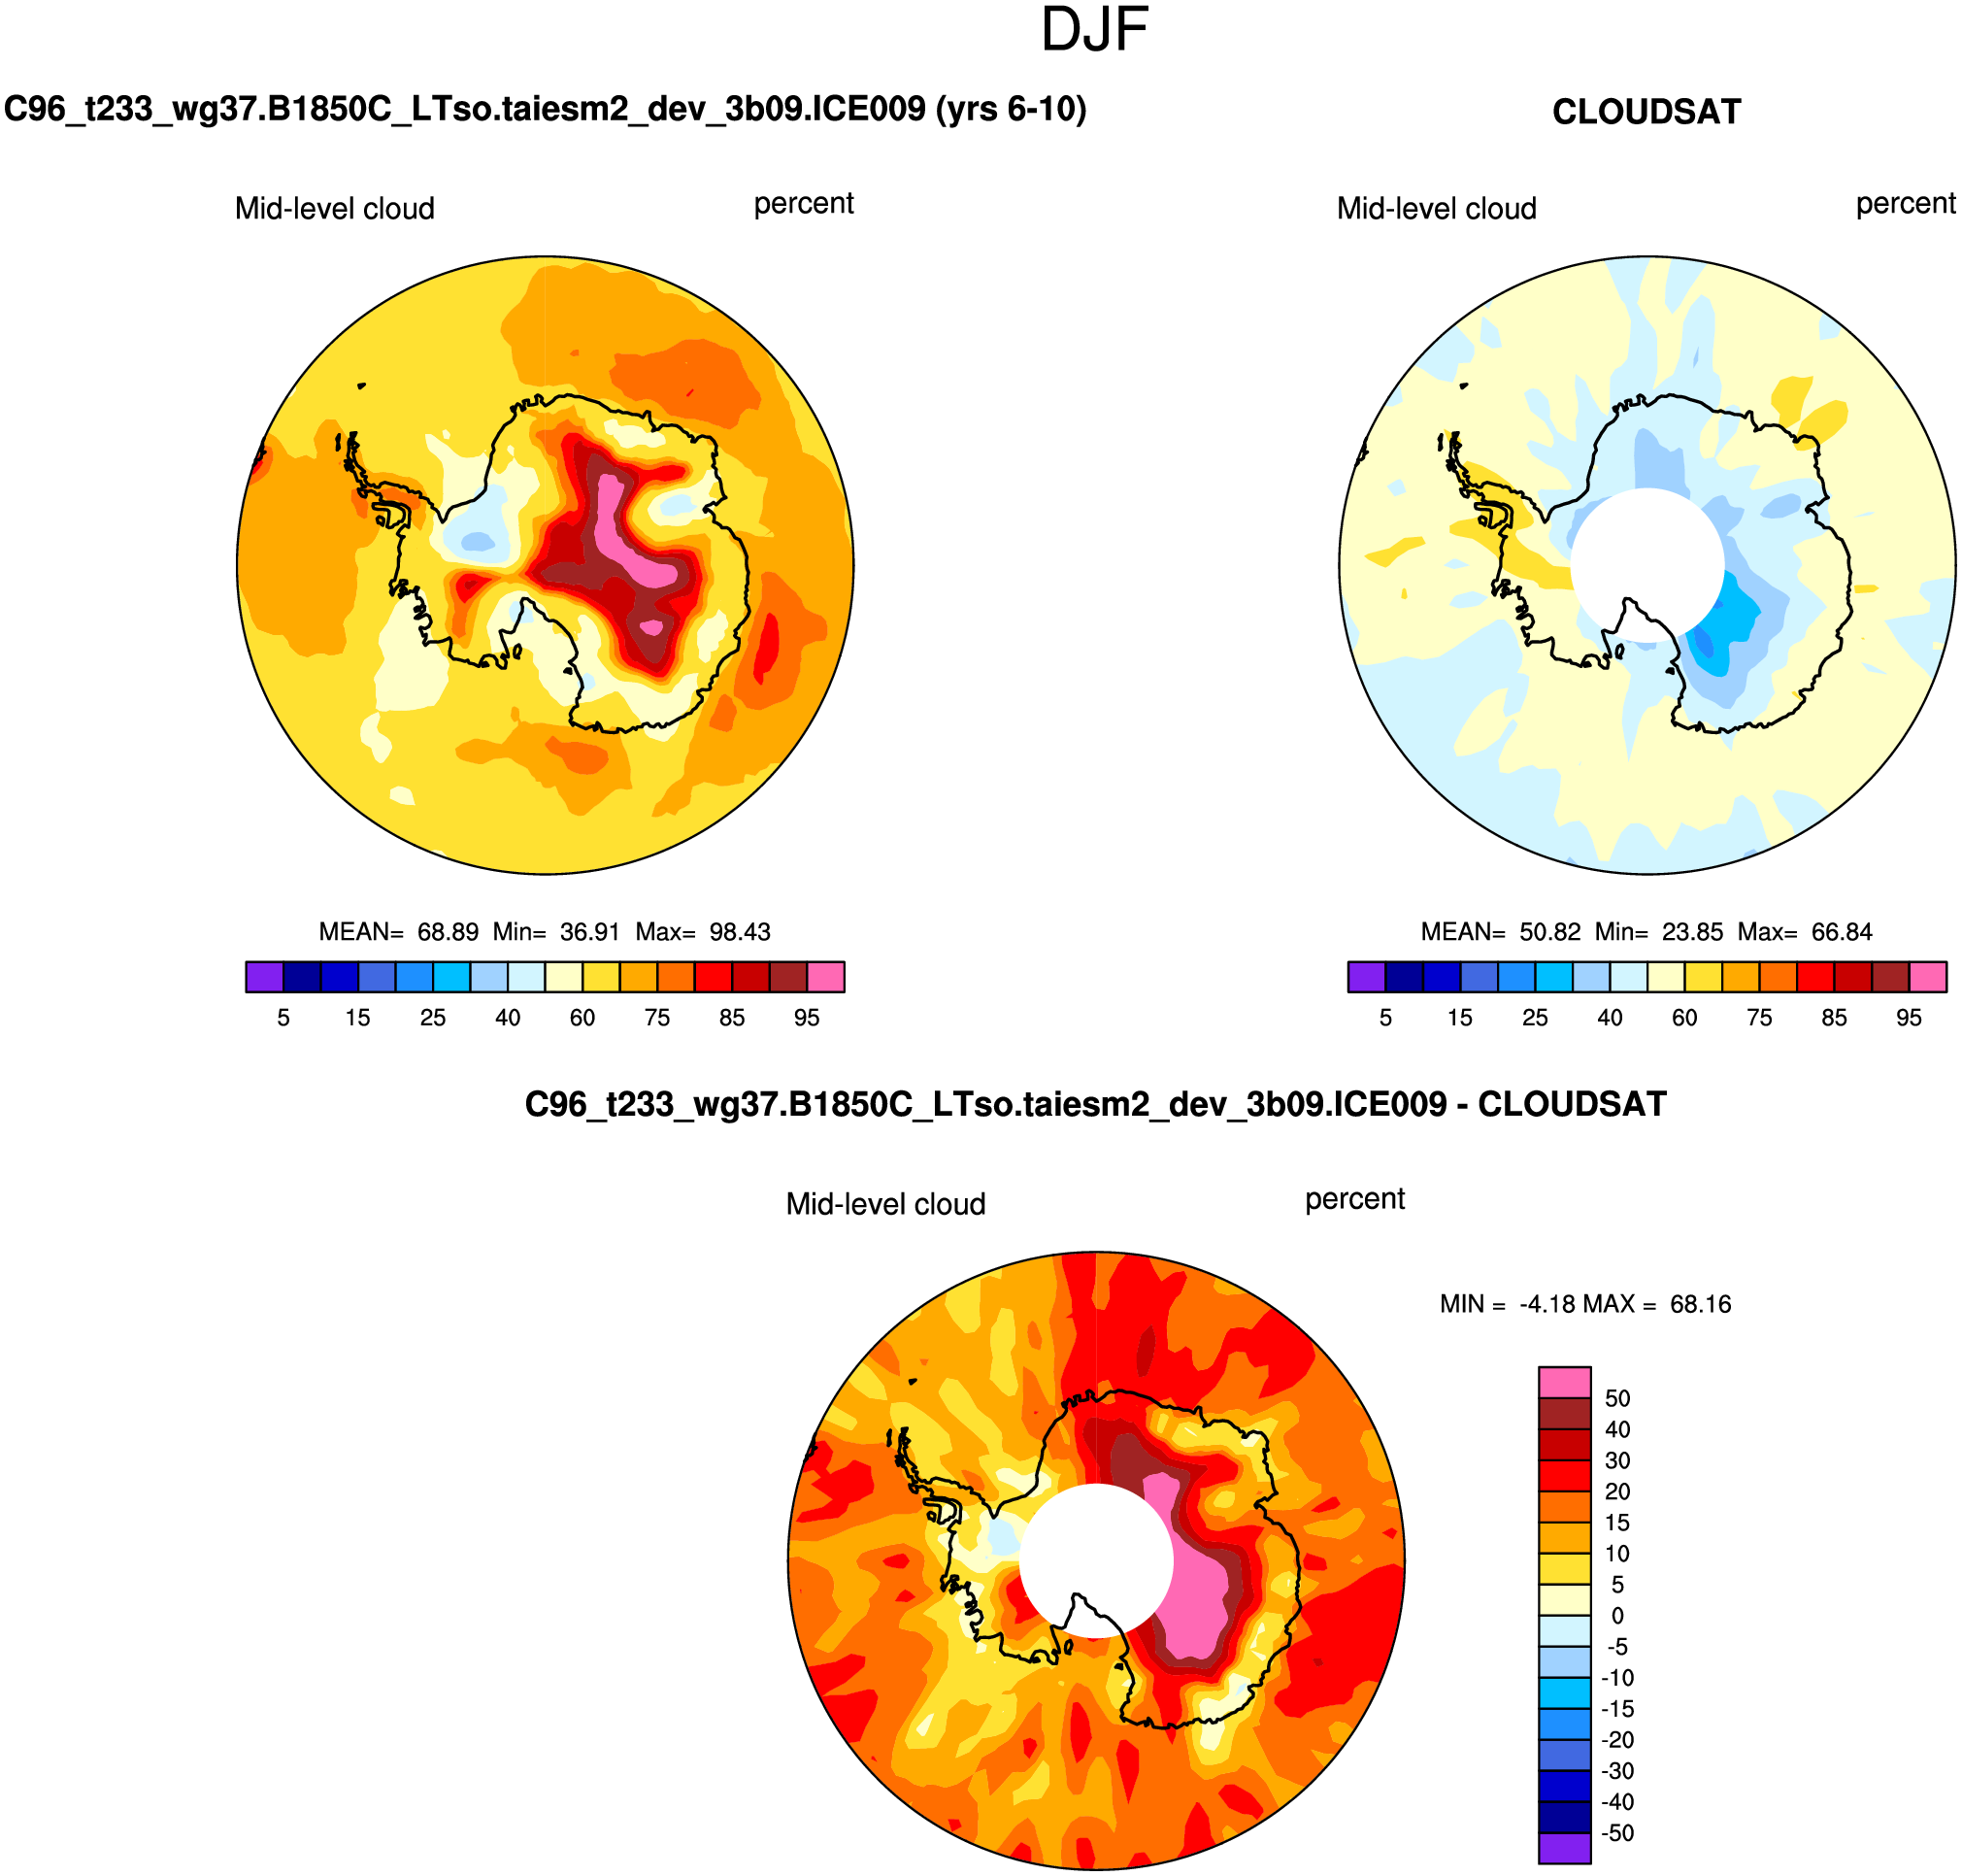 DJF
C96_t233_wg37.B1850C_LTso.taiesm2_dev_3b09.ICE009 (yrs 6-10)
CLOUDSAT
Mid-level cloud percent
Mid-level cloud percent
MEAN= 68.89 Min= 36.91 Max= 98.43
MEAN= 50.82 Min= 23.85 Max= 66.84
5 15 25 40 60 75 85 95
5 15 25 40 60 75 85 95
C96_t233_wg37.B1850C_LTso.taiesm2_dev_3b09.ICE009 - CLOUDSAT
Mid-level cloud percent
MIN = -4.18 MAX = 68.16
50
40
30
20
15
10
5
0
-5
-10
-15
-20
-30
-40
-50